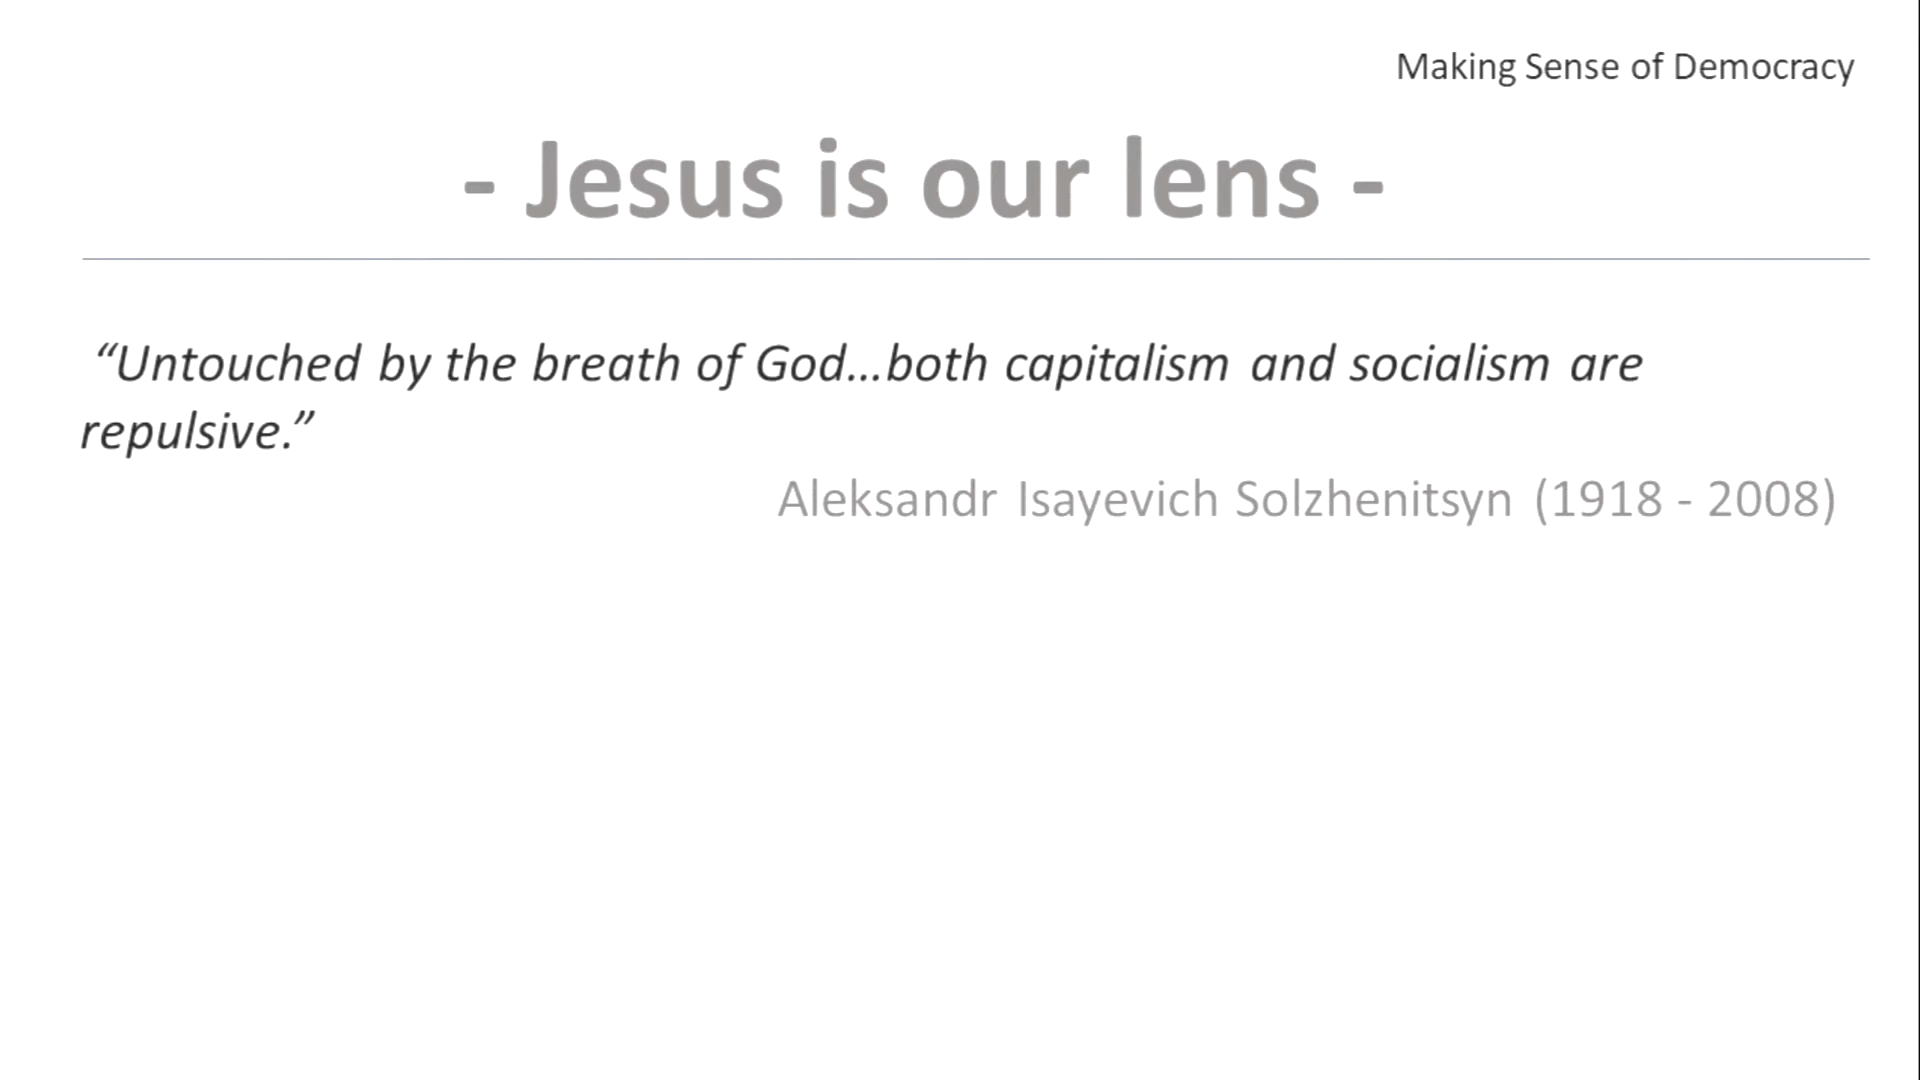 Making Sense of Democracy
- Jesus is our lens -
“Untouched by the breath of God...both capitalism and socialism are
repulsive.”
Aleksandr Isayevich Solzhenitsyn (1918 - 2008)